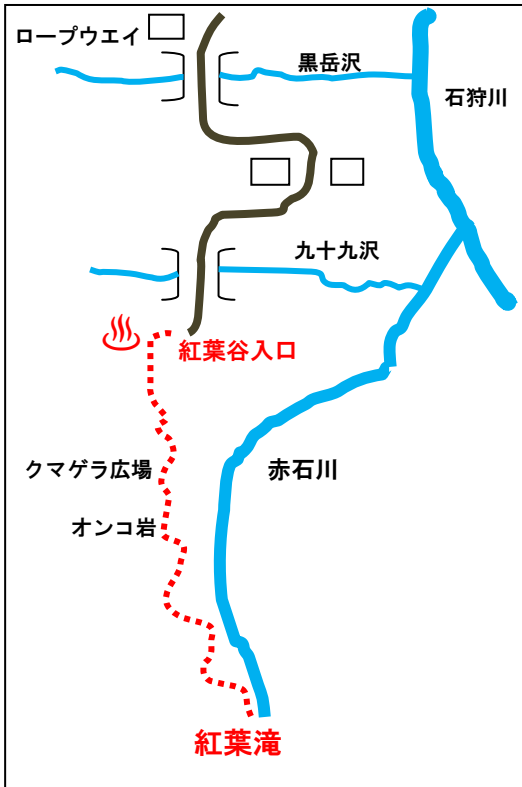 ロープウエイ
黒岳沢
石狩川
九十九沢
紅葉谷入口
クマゲラ広場
赤石川
オンコ岩
紅葉滝